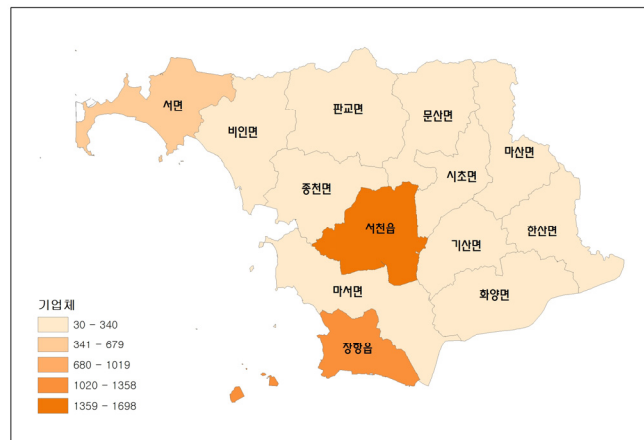 서면
비인면
판교면
문산면
마산면
시초면
종천면
서천읍
기산면
한산면
마서면
화양면
장항읍
기업체
30 - 340
341 - 679
680 - 1019
1020 - 1358
1359 - 1698